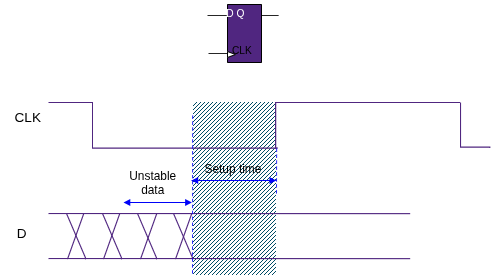 D Q
CLK
CLK
Setup time
Unstable
data
D